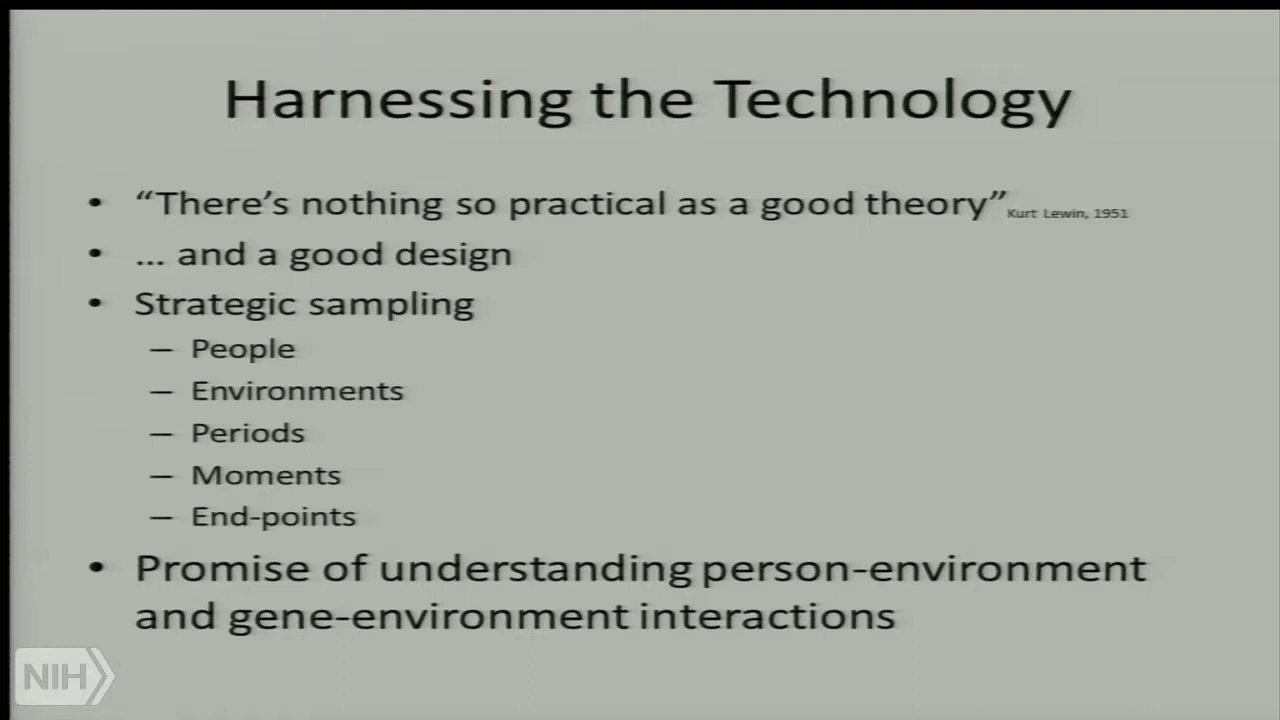 Harnessing the Technology
• “There’s nothing so practical as a good theory” Kurt Lewin, 1951
• ... and a good design
• Strategic sampling
– People
– Environments
– Periods
– Moments
– End-points
• Promise of understanding person-environment
and gene-environment interactions
NIH